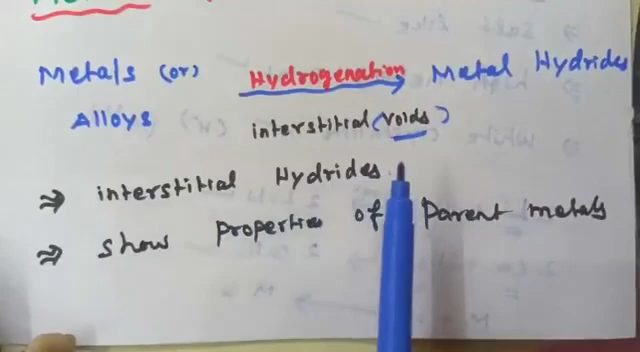 Metals (or) Hydrogenation Metal Hydrides
Alloys interstitial (voids)
⇒ interstitial Hydrides.
⇒ show properties of parent metals